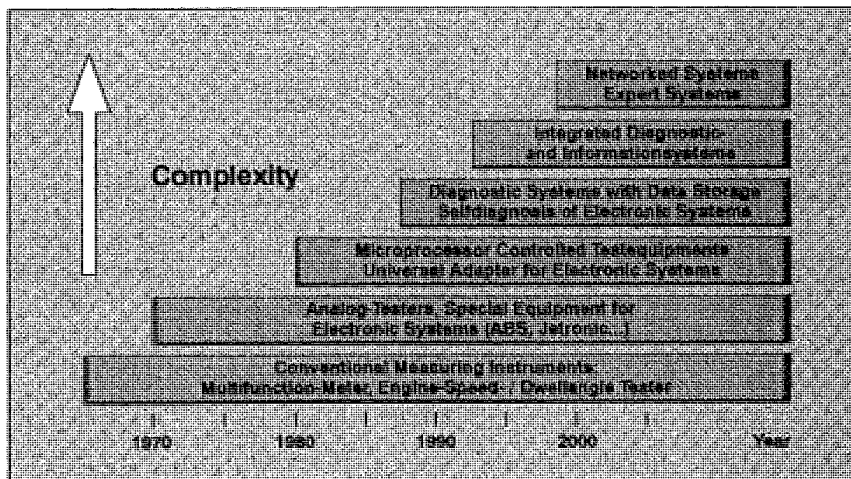 Networked Systems
Expert Systems
Integrated Diagnostic-
and Informationsystems
Complexity
Diagnostic Systems with Data Storage
Selfdiagnosis of Electronic Systems
Microprocessor Controlled Testequipments
Universal Adapter for Electronic Systems
Analog Testers, Special Equipment for
Electronic Systems (ABS, Jetronic...)
Conventional Measuring Instruments
Multifunction-Meter, Engine-Speed- / Dwellangle Tester
1970 1980 1990 2000 Year